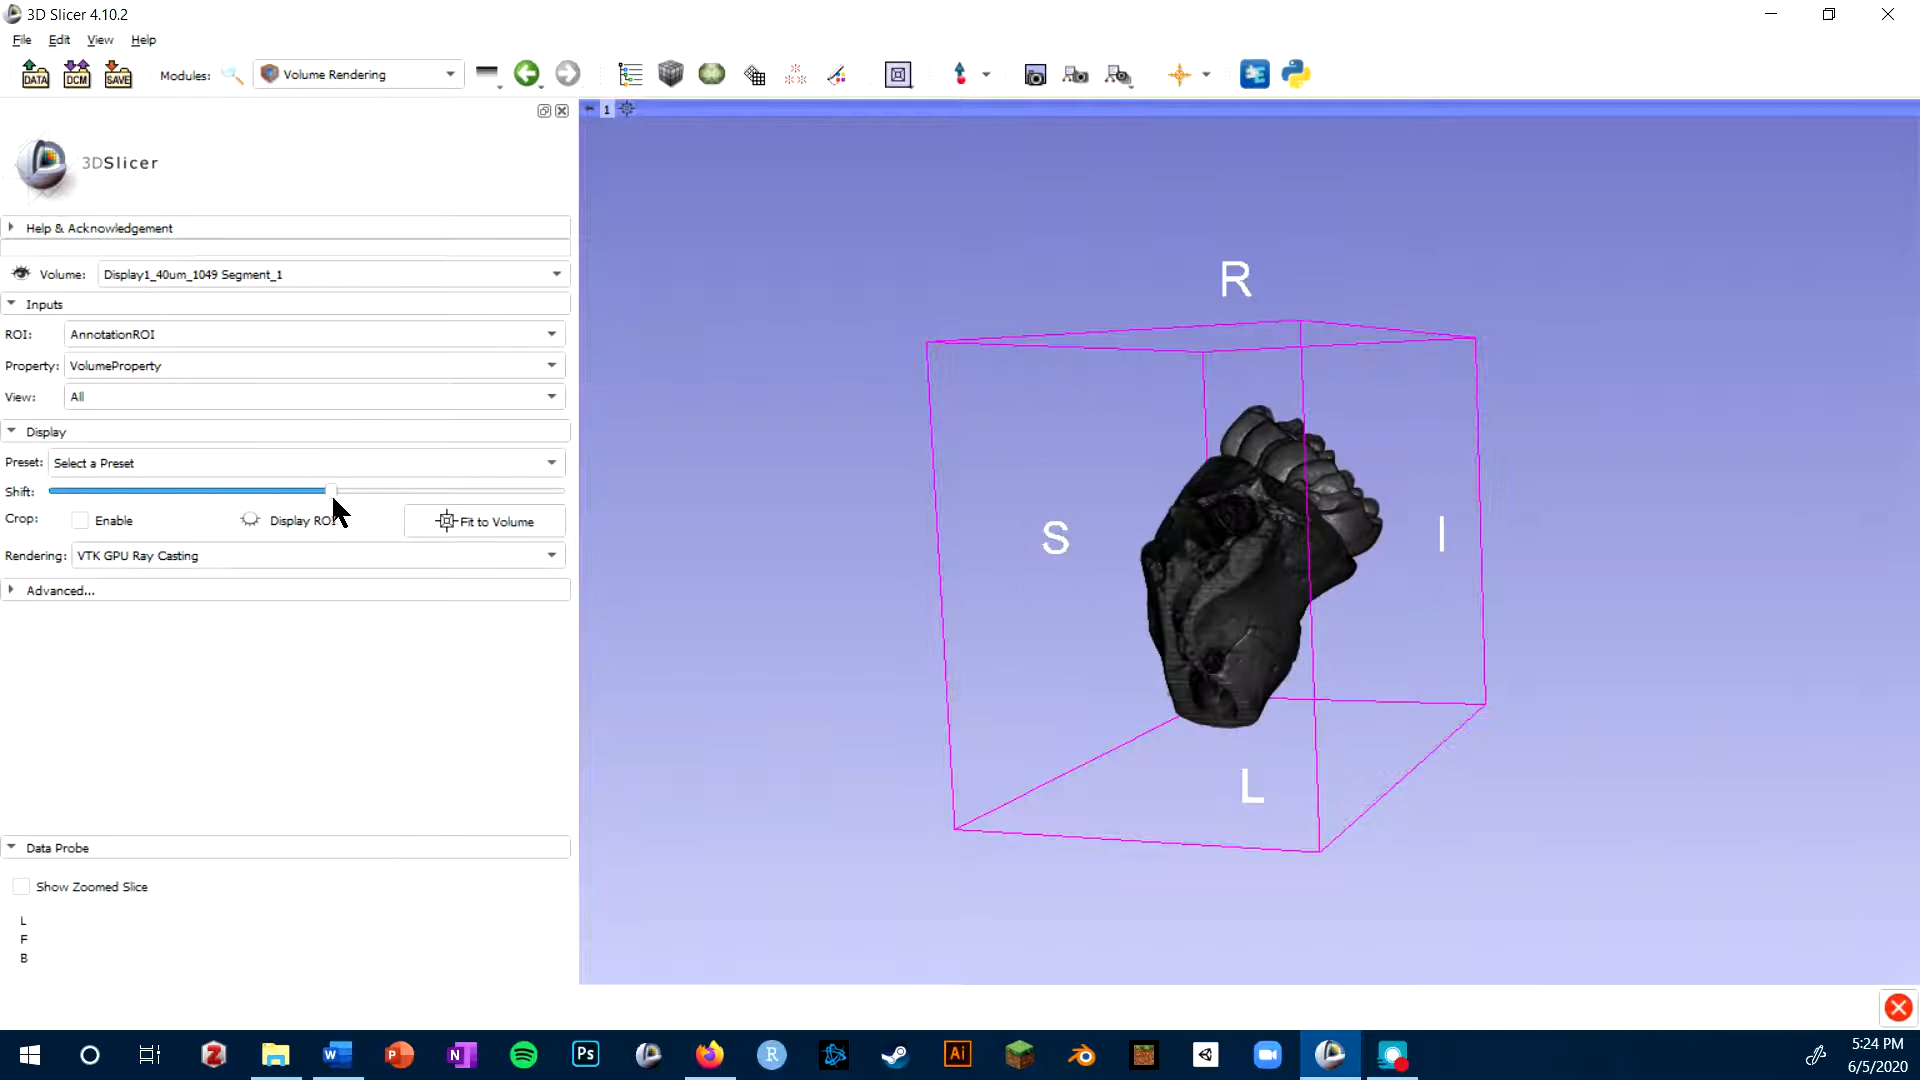 3D Slicer 4.10.2
File Edit View Help
DATA DCM SAVE Modules: Volume Rendering
1
3DSlicer
Help & Acknowledgement
Volume: Display1_40um_1049 Segment_1
Inputs
ROI: AnnotationROI
Property: VolumeProperty
View: All
Display
Preset: Select a Preset
Shift:
Crop: Enable Display ROI Fit to Volume
Rendering: VTK GPU Ray Casting
Advanced...
Data Probe
Show Zoomed Slice
L
F
B
R
S
I
L
Z W P N Ps R Ai
5:24 PM
6/5/2020